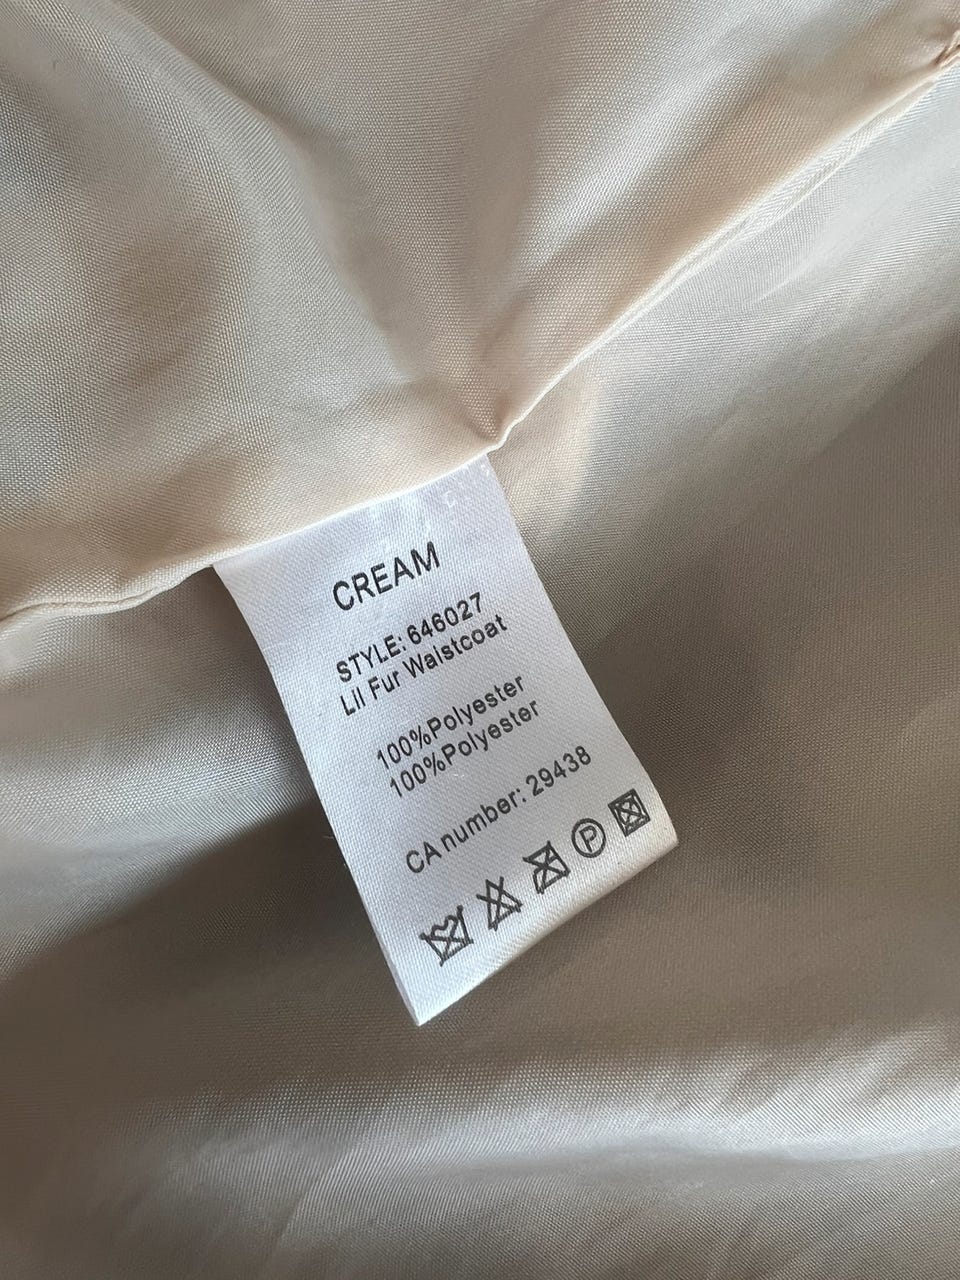 CREAM
STYLE: 646027
Lil Fur Waistcoat
100%Polyester
100%Polyester
CA number: 29438
P